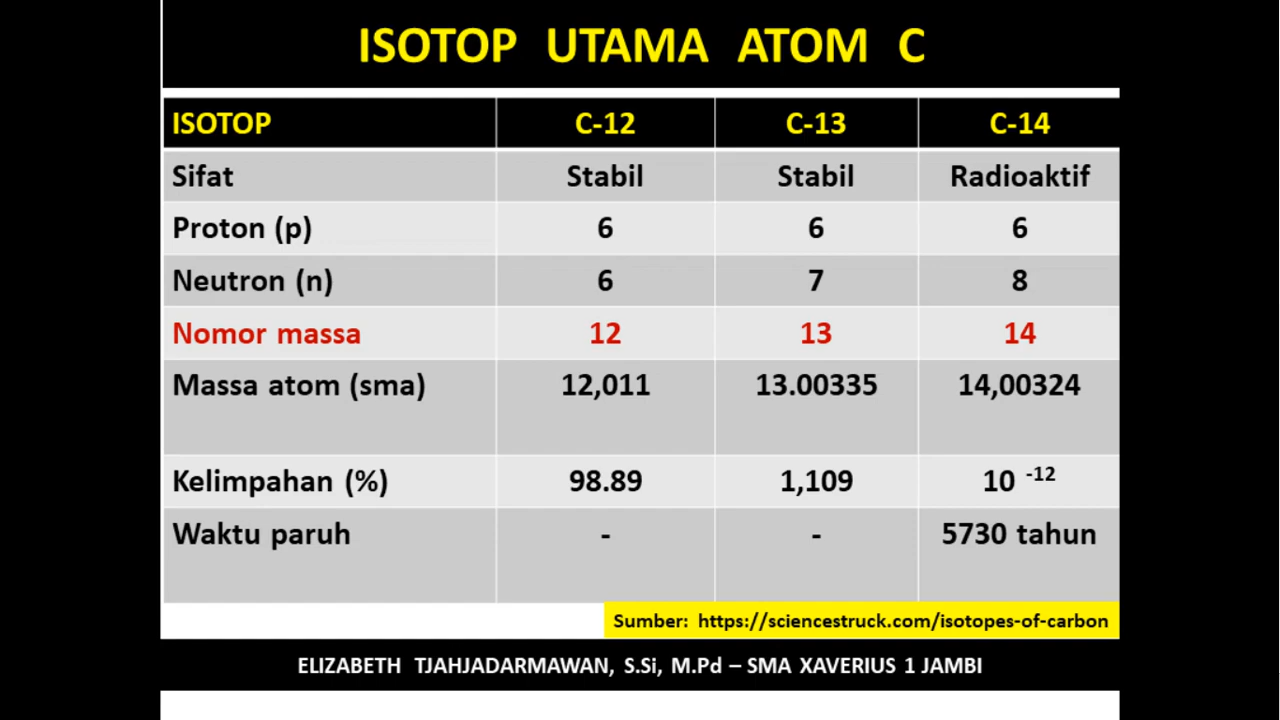 ISOTOP UTAMA ATOM C
ISOTOP C-12 C-13 C-14
Sifat Stabil Stabil Radioaktif
Proton (p) 6 6 6
Neutron (n) 6 7 8
Nomor massa 12 13 14
Massa atom (sma) 12,011 13.00335 14,00324
Kelimpahan (%) 98.89 1,109 10 -12
Waktu paruh - - 5730 tahun
Sumber: https://sciencestruck.com/isotopes-of-carbon
ELIZABETH TJAHJADARMAWAN, S.Si, M.Pd – SMA XAVERIUS 1 JAMBI